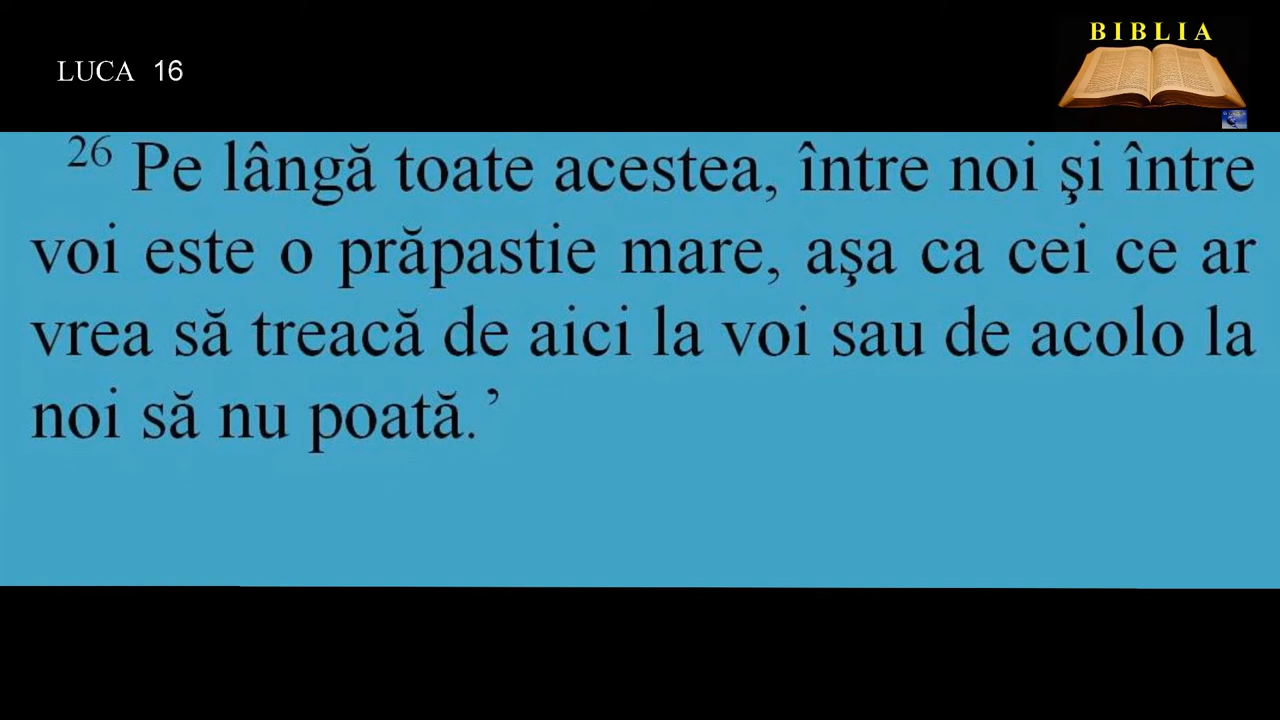 BIBLIA
LUCA 16
26 Pe lângă toate acestea, între noi şi între
voi este o prăpastie mare, aşa ca cei ce ar
vrea să treacă de aici la voi sau de acolo la
noi să nu poată.’